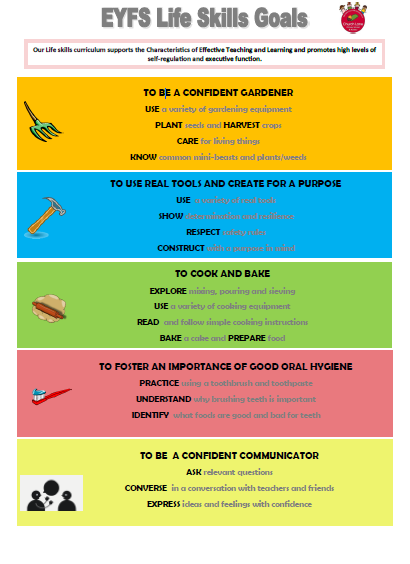 EYFS Life Skills Goals
Our Life skills curriculum supports the Characteristics of Effective Teaching and Learning and promotes high levels of
self-regulation and executive function.
TO BE A CONFIDENT GARDENER
USE a variety of gardening equipment
PLANT seeds and HARVEST crops
CARE for living things
KNOW common mini-beasts and plants/weeds
TO USE REAL TOOLS AND CREATE FOR A PURPOSE
USE a variety of real tools
SHOW determination and resilience
RESPECT safety rules
CONSTRUCT with a purpose in mind
TO COOK AND BAKE
EXPLORE mixing, pouring and sieving
USE a variety of cooking equipment
READ and follow simple cooking instructions
BAKE a cake and PREPARE food
TO FOSTER AN IMPORTANCE OF GOOD ORAL HYGIENE
PRACTICE using a toothbrush and toothpaste
UNDERSTAND why brushing teeth is important
IDENTIFY what foods are good and bad for teeth
TO BE A CONFIDENT COMMUNICATOR
ASK relevant questions
CONVERSE in a conversation with teachers and friends
EXPRESS ideas and feelings with confidence